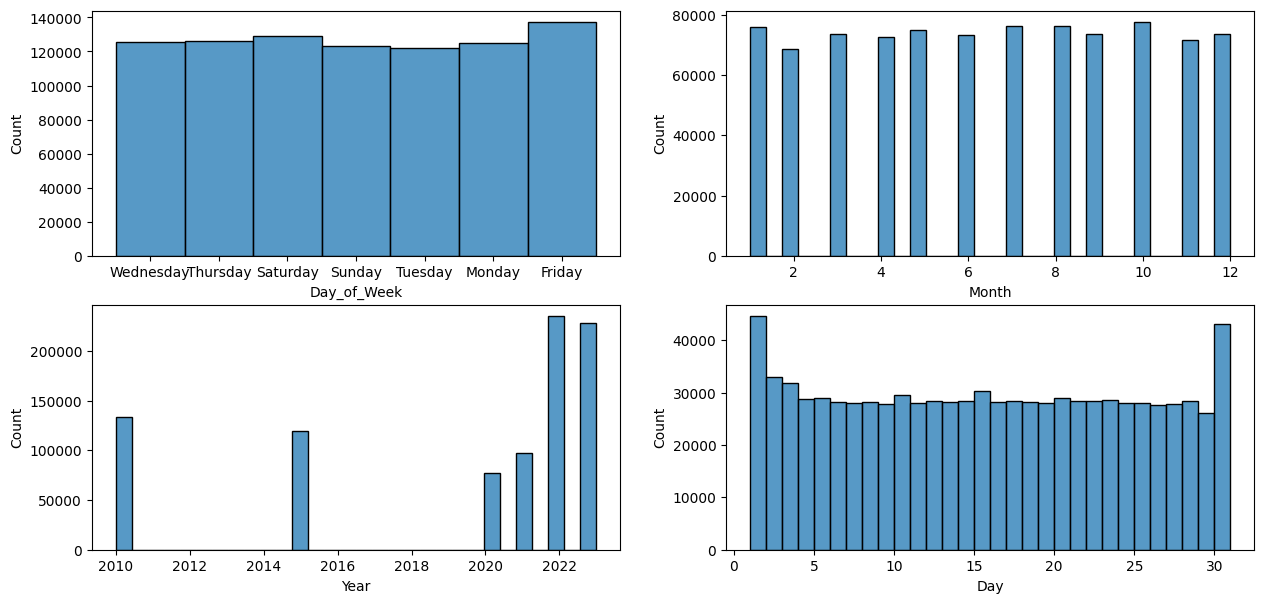 140000
120000
100000
80000
60000
40000
20000
0
Count
Wednesday Thursday Saturday Sunday Tuesday Monday Friday
Day_of_Week
80000
60000
40000
20000
0
Count
2 4 6 8 10 12
Month
200000
150000
100000
50000
0
Count
2010 2012 2014 2016 2018 2020 2022
Year
40000
30000
20000
10000
0
Count
0 5 10 15 20 25 30
Day